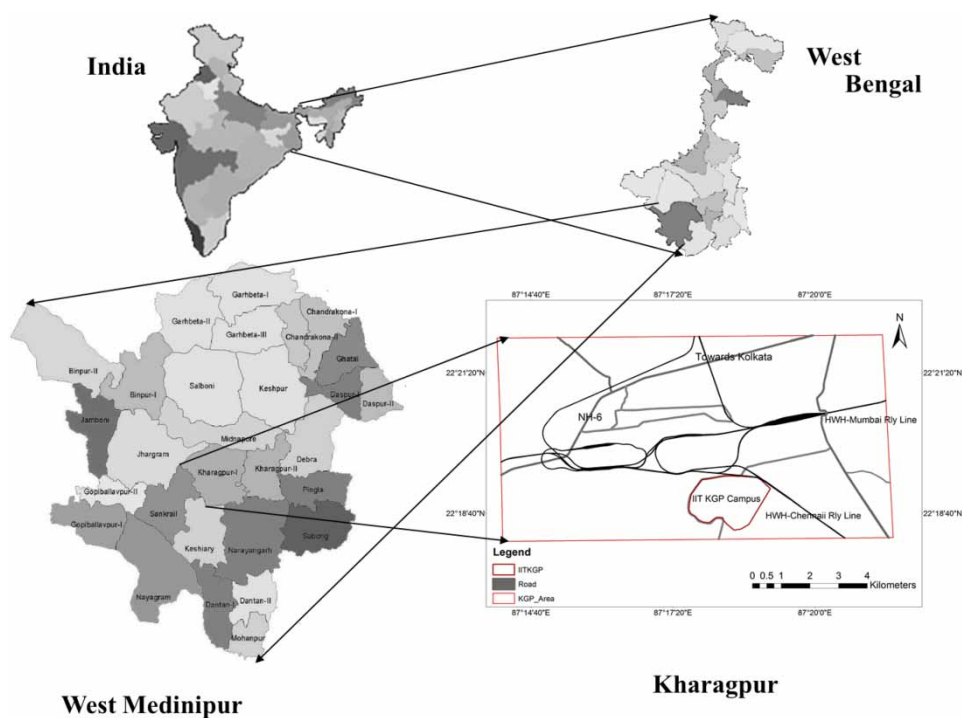 India
West
Bengal
Garhbeta-I
Garhbeta-II
Garhbeta-III
Chandrakona-I
Chandrakona-II
Ghatal
Binpur-II
Binpur-I
Salboni
Keshpur
Daspur-I
Daspur-II
Jamboni
Midnapore
Jhargram
Debra
Kharagpur-I
Kharagpur-II
Pingla
Gopiballavpur-II
Sankrail
Gopiballavpur-I
Sabong
Keshiary
Narayangarh
Nayagram
Dantan-I
Dantan-II
Mohanpur
West Medinipur
87°14'40"E 87°17'20"E 87°20'0"E
N
Towards Kolkata
22°21'20"N 22°21'20"N
NH-6
HWH-Mumbai Rly Line
IIT KGP Campus
22°18'40"N HWH-Chennaii Rly Line 22°18'40"N
Legend
IITKGP
Road
KGP_Area
0 0.5 1 2 3 4
Kilometers
87°14'40"E 87°17'20"E 87°20'0"E
Kharagpur